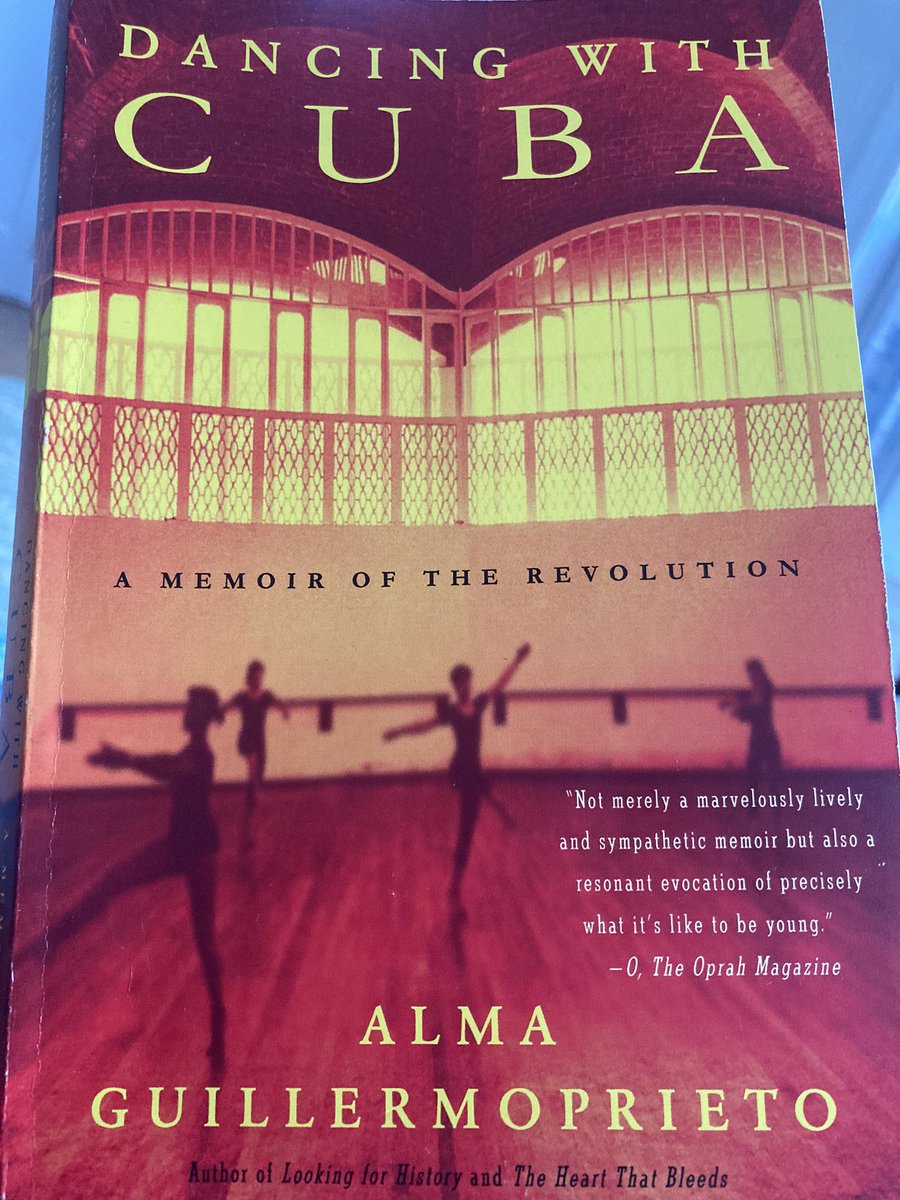 DANCING WITH
CUBA
A MEMOIR OF THE REVOLUTION
"Not merely a marvelously lively
and sympathetic memoir but also a
resonant evocation of precisely
what it's like to be young."
—O, The Oprah Magazine
ALMA
GUILLERMOPRIETO
Author of Looking for History and The Heart That Bleeds
DANCING WITH